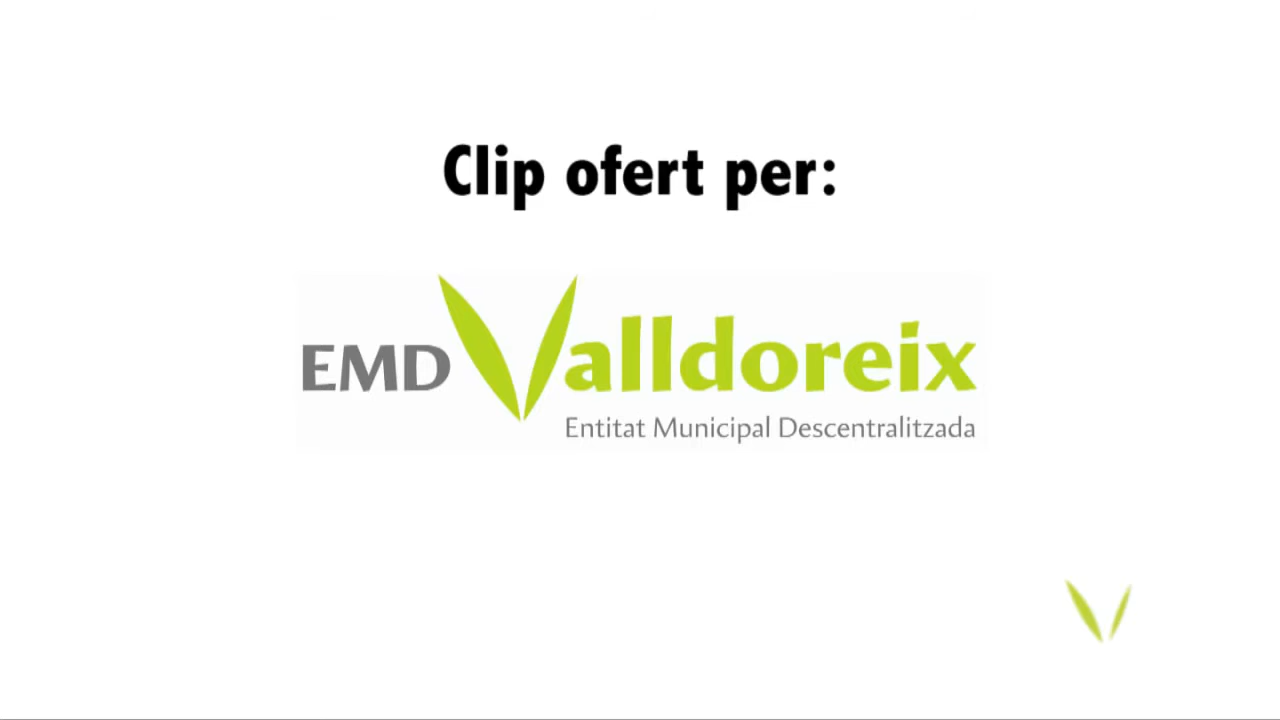 Clip ofert per:
EMD Valldoreix
Entitat Municipal Descentralitzada